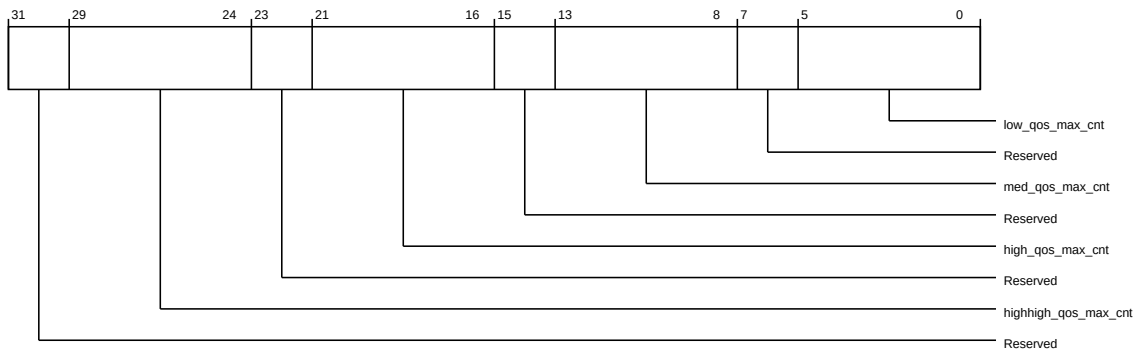 31 29 24 23 21 16 15 13 8 7 5 0
low_qos_max_cnt
Reserved
med_qos_max_cnt
Reserved
high_qos_max_cnt
Reserved
highhigh_qos_max_cnt
Reserved